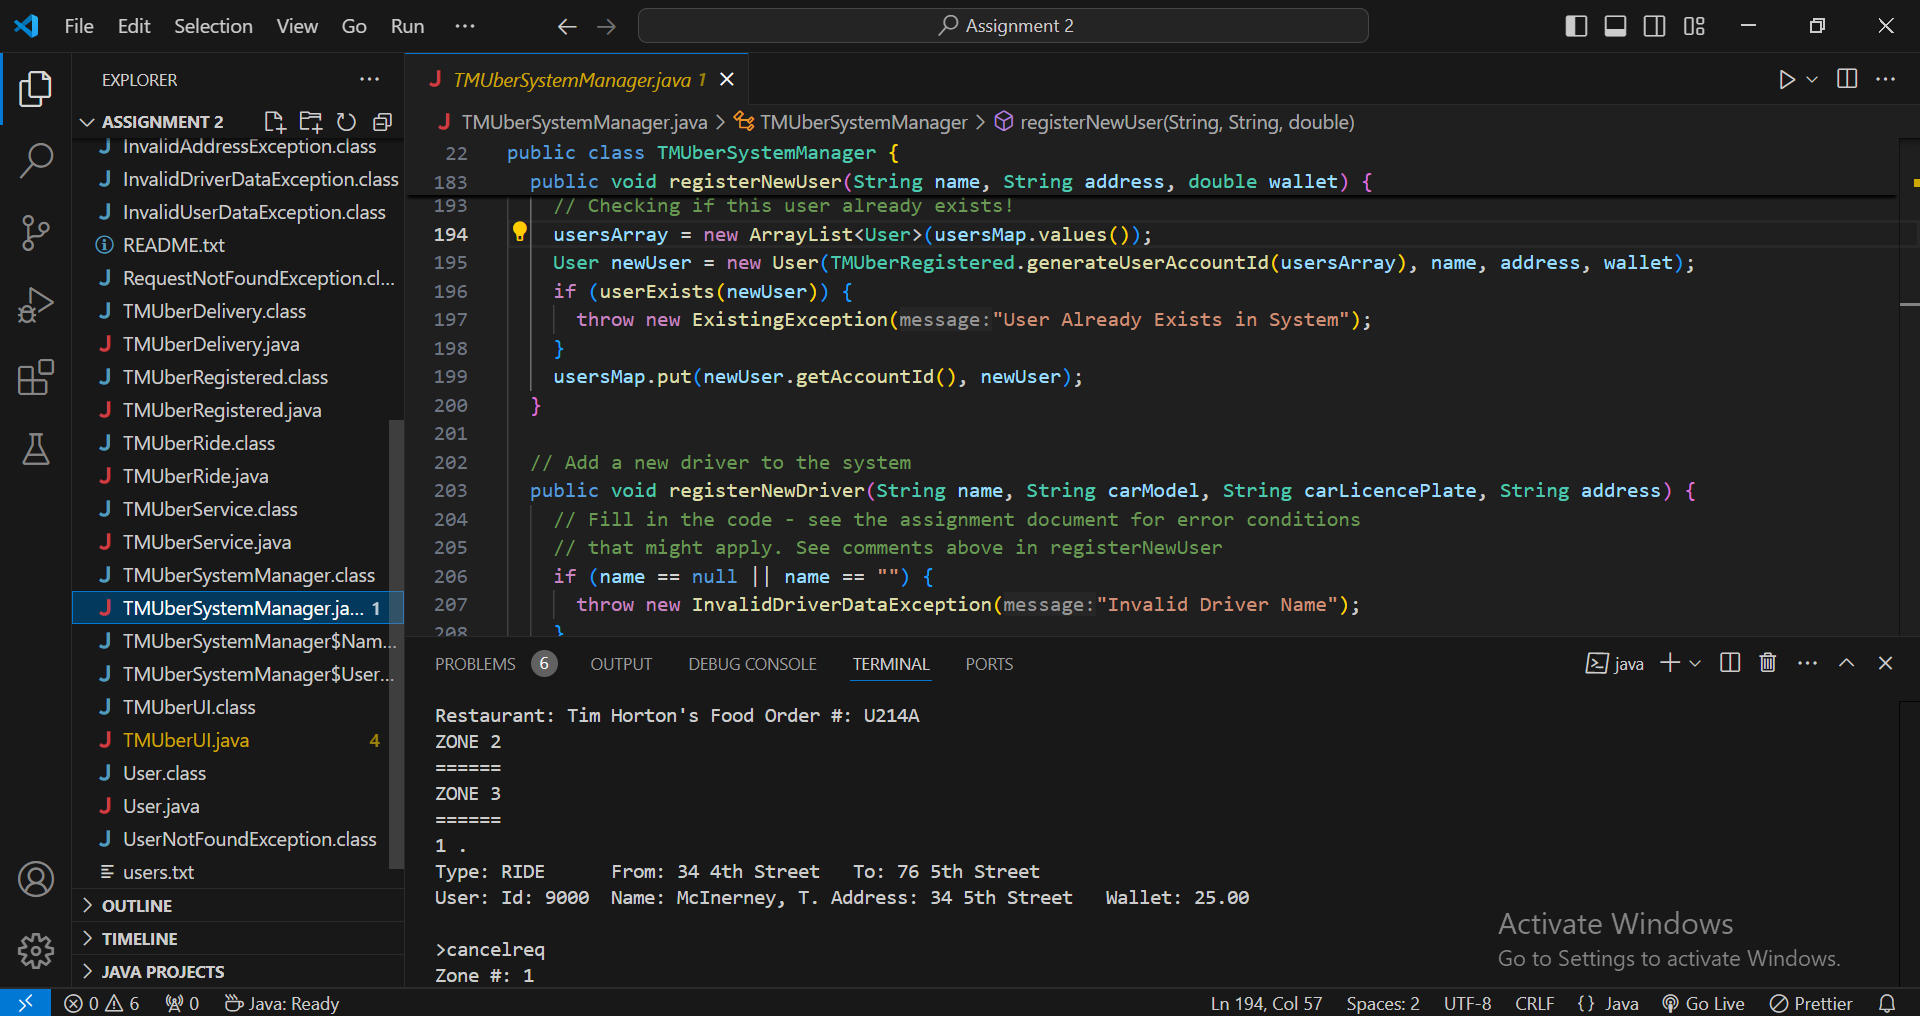 File Edit Selection View Go Run ···
Assignment 2
EXPLORER
ASSIGNMENT 2
InvalidAddressException.class
InvalidDriverDataException.class
InvalidUserDataException.class
README.txt
RequestNotFoundException.cl...
TMUberDelivery.class
TMUberDelivery.java
TMUberRegistered.class
TMUberRegistered.java
TMUberRide.class
TMUberRide.java
TMUberService.class
TMUberService.java
TMUberSystemManager.class
TMUberSystemManager.ja... 1
TMUberSystemManager$Nam...
TMUberSystemManager$User...
TMUberUI.class
TMUberUI.java 4
User.class
User.java
UserNotFoundException.class
users.txt
OUTLINE
TIMELINE
JAVA PROJECTS
TMUberSystemManager.java 1
TMUberSystemManager.java > TMUberSystemManager > registerNewUser(String, String, double)
22 public class TMUberSystemManager {
183 public void registerNewUser(String name, String address, double wallet) {
193 // Checking if this user already exists!
194 usersArray = new ArrayList<User>(usersMap.values());
195 User newUser = new User(TMUberRegistered.generateUserAccountId(usersArray), name, address, wallet);
196 if (userExists(newUser)) {
197 throw new ExistingException(message:"User Already Exists in System");
198 }
199 usersMap.put(newUser.getAccountId(), newUser);
200 }
201
202 // Add a new driver to the system
203 public void registerNewDriver(String name, String carModel, String carLicencePlate, String address) {
204 // Fill in the code - see the assignment document for error conditions
205 // that might apply. See comments above in registerNewUser
206 if (name == null || name == "") {
207 throw new InvalidDriverDataException(message:"Invalid Driver Name");
208 }
PROBLEMS 6 OUTPUT DEBUG CONSOLE TERMINAL PORTS
java
Restaurant: Tim Horton's Food Order #: U214A
ZONE 2
======
ZONE 3
======
1 .
Type: RIDE From: 34 4th Street To: 76 5th Street
User: Id: 9000 Name: McInerney, T. Address: 34 5th Street Wallet: 25.00
>cancelreq
Zone #: 1
Activate Windows
Go to Settings to activate Windows.
0 6 0 Java: Ready
Ln 194, Col 57 Spaces: 2 UTF-8 CRLF {} Java Go Live Prettier